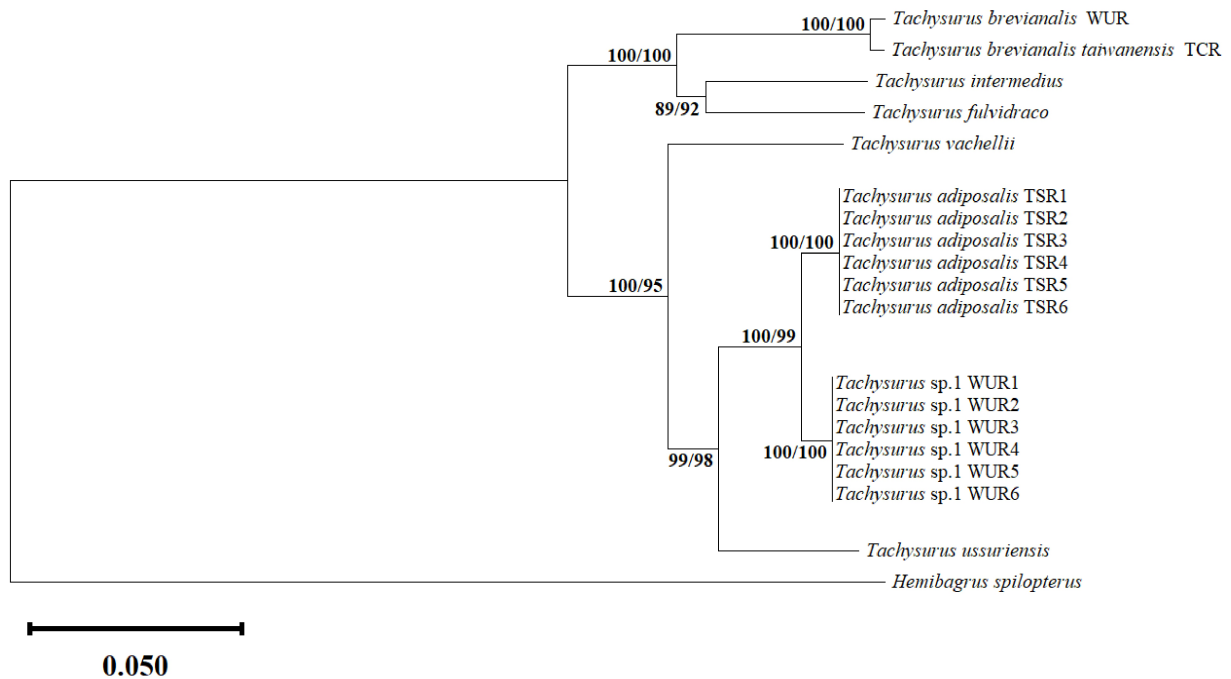 100/100
Tachysurus brevianalis WUR
Tachysurus brevianalis taiwanensis TCR
100/100
Tachysurus intermedius
89/92
Tachysurus fulvidraco
Tachysurus vachellii
Tachysurus adiposalis TSR1
Tachysurus adiposalis TSR2
100/100
Tachysurus adiposalis TSR3
Tachysurus adiposalis TSR4
Tachysurus adiposalis TSR5
Tachysurus adiposalis TSR6
100/95
100/99
Tachysurus sp.1 WUR1
Tachysurus sp.1 WUR2
Tachysurus sp.1 WUR3
100/100
Tachysurus sp.1 WUR4
99/98
Tachysurus sp.1 WUR5
Tachysurus sp.1 WUR6
Tachysurus ussuriensis
Hemibagrus spilopterus
0.050